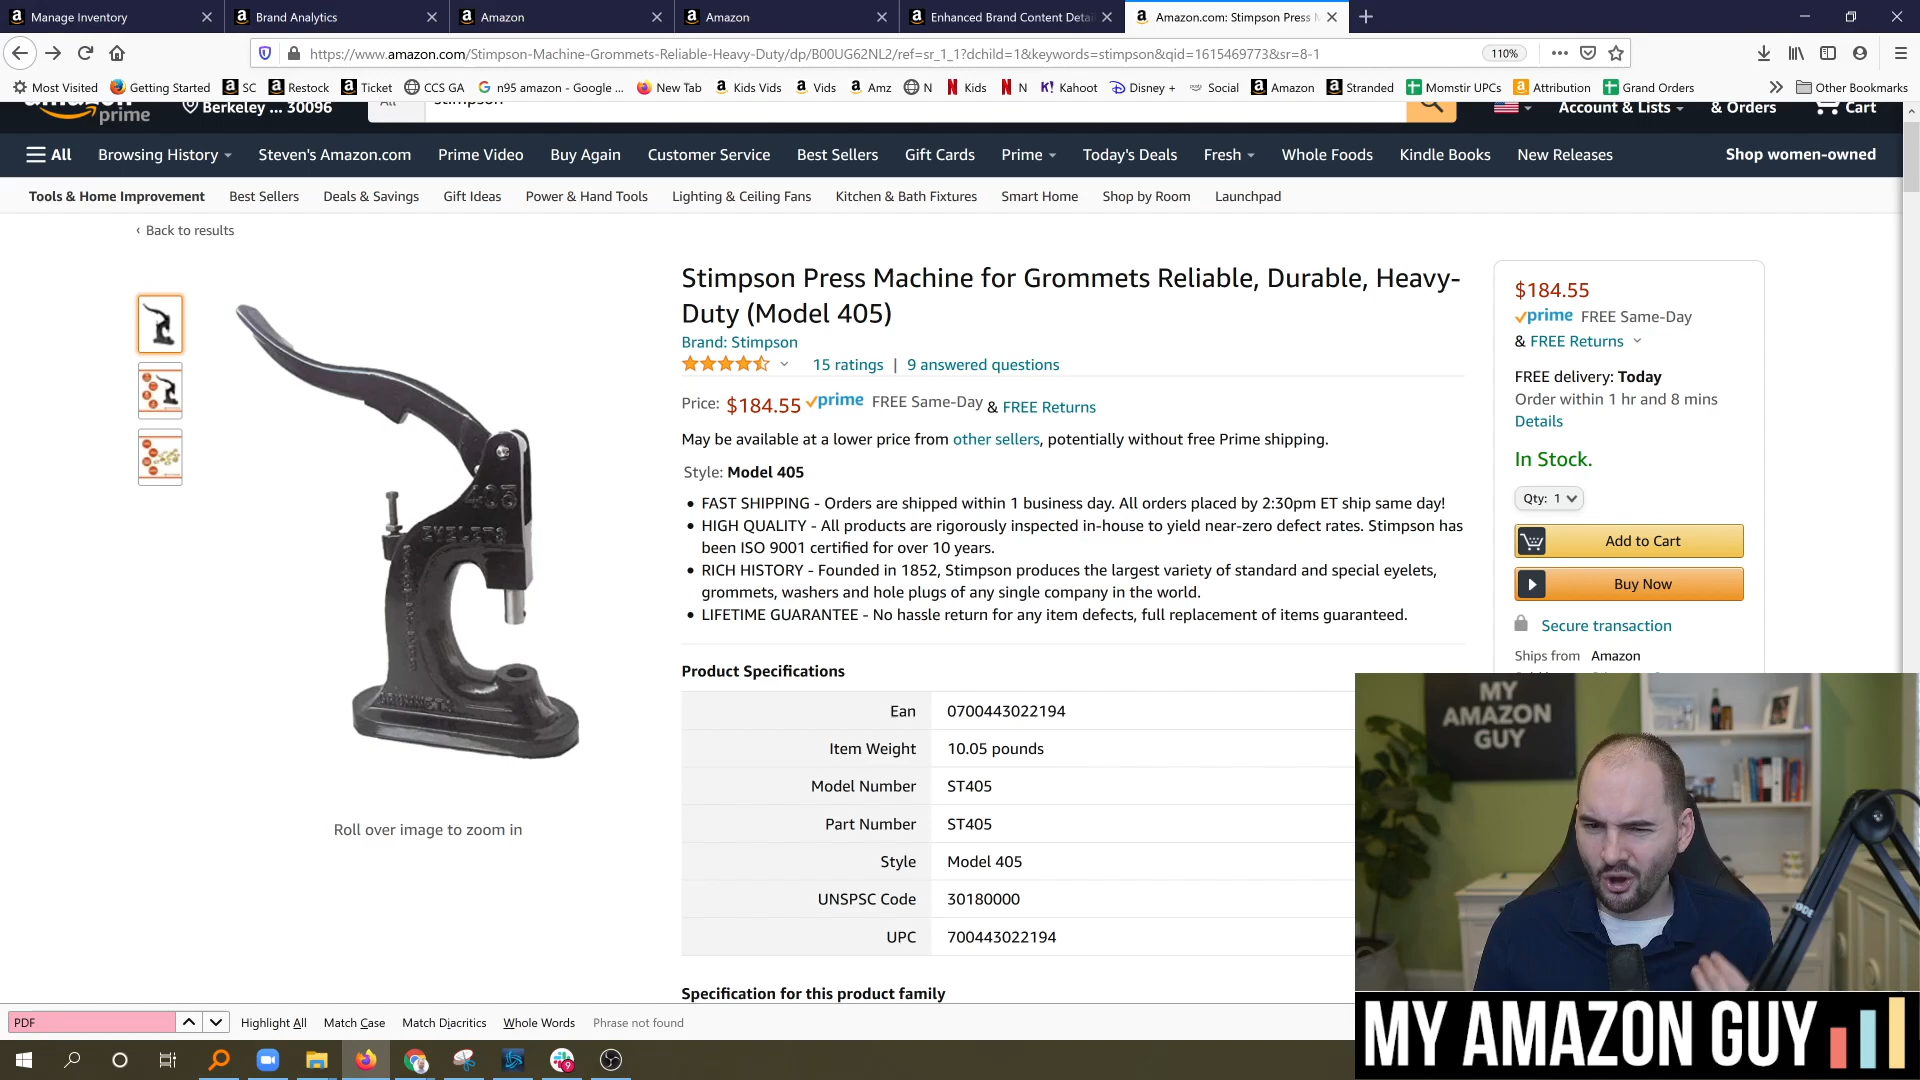 Manage Inventory
Brand Analytics
Amazon
Amazon
Enhanced Brand Content Detai
Amazon.com: Stimpson Press M
https://www.amazon.com/Stimpson-Machine-Grommets-Reliable-Heavy-Duty/dp/B00UG62NL2/ref=sr_1_1?dchild=1&keywords=stimpson&qid=1615469773&sr=8-1
110%
Most Visited
Getting Started
SC
Restock
Ticket
CCS GA
n95 amazon - Google ...
New Tab
Kids Vids
Vids
Amz
N
Kids
N
Kahoot
Disney +
Social
Amazon
Stranded
Momstir UPCs
Attribution
Grand Orders
Other Bookmarks
amazon prime
Berkeley ... 30096
All
stimpson
Account & Lists
& Orders
Cart
All
Browsing History
Steven's Amazon.com
Prime Video
Buy Again
Customer Service
Best Sellers
Gift Cards
Prime
Today's Deals
Fresh
Whole Foods
Kindle Books
New Releases
Shop women-owned
Tools & Home Improvement
Best Sellers
Deals & Savings
Gift Ideas
Power & Hand Tools
Lighting & Ceiling Fans
Kitchen & Bath Fixtures
Smart Home
Shop by Room
Launchpad
‹ Back to results
405
EYELETS
Roll over image to zoom in
Stimpson Press Machine for Grommets Reliable, Durable, Heavy-
Duty (Model 405)
Brand: Stimpson
15 ratings | 9 answered questions
Price: $184.55 prime FREE Same-Day & FREE Returns
May be available at a lower price from other sellers, potentially without free Prime shipping.
Style: Model 405
• FAST SHIPPING - Orders are shipped within 1 business day. All orders placed by 2:30pm ET ship same day!
• HIGH QUALITY - All products are rigorously inspected in-house to yield near-zero defect rates. Stimpson has
been ISO 9001 certified for over 10 years.
• RICH HISTORY - Founded in 1852, Stimpson produces the largest variety of standard and special eyelets,
grommets, washers and hole plugs of any single company in the world.
• LIFETIME GUARANTEE - No hassle return for any item defects, full replacement of items guaranteed.
Product Specifications
Ean 0700443022194
Item Weight 10.05 pounds
Model Number ST405
Part Number ST405
Style Model 405
UNSPSC Code 30180000
UPC 700443022194
Specification for this product family
$184.55
prime FREE Same-Day
& FREE Returns
FREE delivery: Today
Order within 1 hr and 8 mins
Details
In Stock.
Qty: 1
Add to Cart
Buy Now
Secure transaction
Ships from Amazon
MY
AMAZON
GUY
PDF
Highlight All
Match Case
Match Diacritics
Whole Words
Phrase not found
9
MY AMAZON GUY